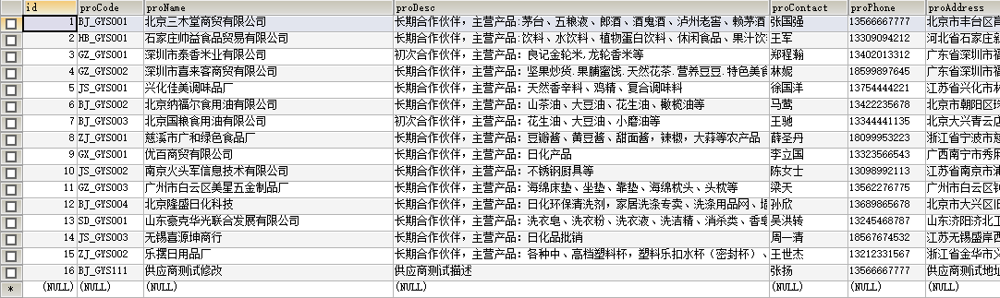 id proCode proName proDesc proContact proPhone proAddress
1 BJ_GYS001 北京三木堂商贸有限公司 长期合作伙伴，主营产品:茅台、五粮液、郎酒、酒鬼酒、泸州老窖、赖茅酒 张国强 13566667777 北京市丰台区
2 HB_GYS001 石家庄帅益食品贸易有限公司 长期合作伙伴，主营产品:饮料、水饮料、植物蛋白饮料、休闲食品、果汁饮 王军 13309094212 河北省石家庄新
3 GZ_GYS001 深圳市泰香米业有限公司 初次合作伙伴，主营产品：良记金轮米,龙轮香米等 郑程瀚 13402013312 广东省深圳市
4 GZ_GYS002 深圳市喜来客商贸有限公司 长期合作伙伴，主营产品：坚果炒货.果脯蜜饯.天然花茶.营养豆豆.特色美食 林妮 18599897645 广东省深圳市
5 JS_GYS001 兴化佳美调味品厂 长期合作伙伴，主营产品：天然香辛料、鸡精、复合调味料 徐国洋 13754444221 江苏省兴化市林
6 BJ_GYS002 北京纳福尔食用油有限公司 长期合作伙伴，主营产品：山茶油、大豆油、花生油、橄榄油等 马莺 13422235678 北京市朝阳区珠
7 BJ_GYS003 北京国粮食用油有限公司 初次合作伙伴，主营产品：花生油、大豆油、小磨油等 王驰 13344441135 北京大兴青云店
8 ZJ_GYS001 慈溪市广和绿色食品厂 长期合作伙伴，主营产品：豆瓣酱、黄豆酱、甜面酱，辣椒，大蒜等农产品 薛圣丹 18099953223 浙江省宁波市慈
9 GX_GYS001 优百商贸有限公司 长期合作伙伴，主营产品：日化产品 李立国 13323566543 广西南宁市秀
10 JS_GYS002 南京火头军信息技术有限公司 长期合作伙伴，主营产品：不锈钢厨具等 陈女士 13098992113 江苏省南京市浦
11 GZ_GYS003 广州市白云区美星五金制品厂 长期合作伙伴，主营产品：海绵床垫、坐垫、靠垫、海绵枕头、头枕等 梁天 13562276775 广州市白云区
12 BJ_GYS004 北京隆盛日化科技 长期合作伙伴，主营产品：日化环保清洗剂，家居洗涤专卖、洗涤用品网、墙 孙欣 13689865678 北京市大兴区旧
13 SD_GYS001 山东豪克华光联合发展有限公司 长期合作伙伴，主营产品：洗衣皂、洗衣粉、洗衣液、洗洁精、消杀类、香皂 吴洪转 13245468787 山东济阳济北工
14 JS_GYS003 无锡喜源坤商行 长期合作伙伴，主营产品：日化品批销 周一清 18567674532 江苏无锡盛岸西
15 ZJ_GYS002 乐摆日用品厂 长期合作伙伴，主营产品：各种中、高档塑料杯，塑料乐扣水杯（密封杯）、 王世杰 13212331567 浙江省金华市义
16 BJ_GYS111 供应商测试修改 供应商测试描述 张扬 13566667777 供应商测试地址
* (NULL) (NULL) (NULL) (NULL) (NULL) (NULL) (NULL)